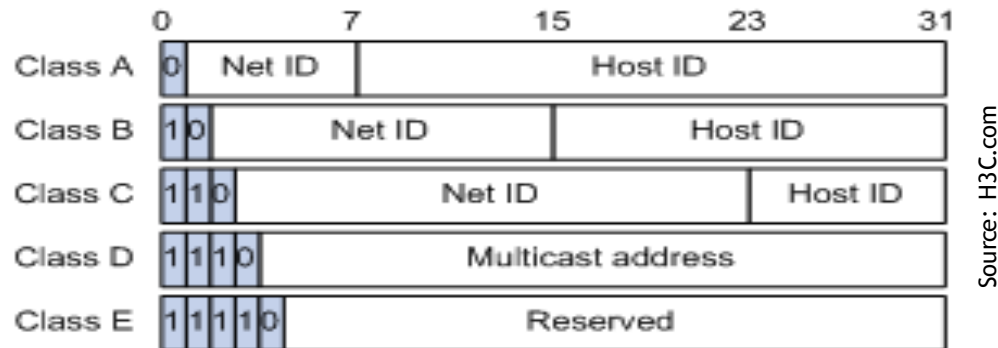 0 7 15 23 31
Class A 0 Net ID Host ID
Class B 1 0 Net ID Host ID
Class C 1 1 0 Net ID Host ID
Class D 1 1 1 0 Multicast address
Class E 1 1 1 1 0 Reserved
Source: H3C.com